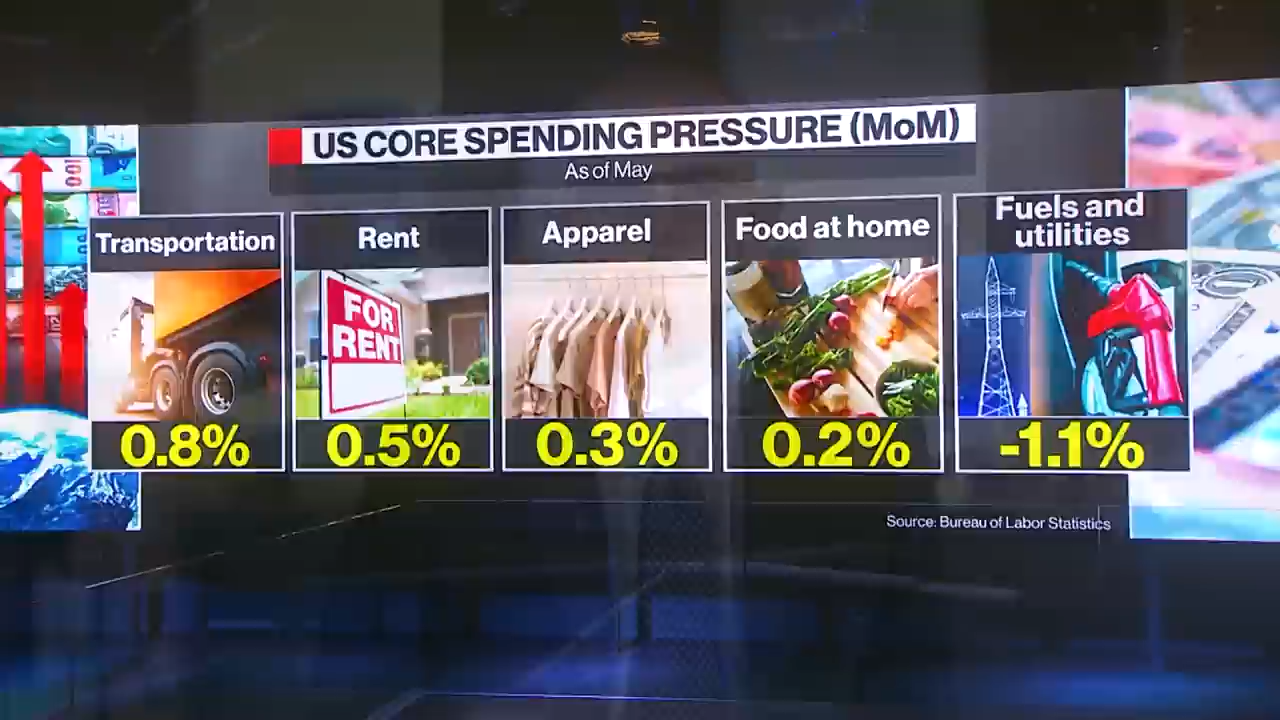 US CORE SPENDING PRESSURE (MoM)
As of May
Transportation
Rent
Apparel
Food at home
Fuels and
utilities
FOR
RENT
0.8%
0.5%
0.3%
0.2%
-1.1%
Source: Bureau of Labor Statistics